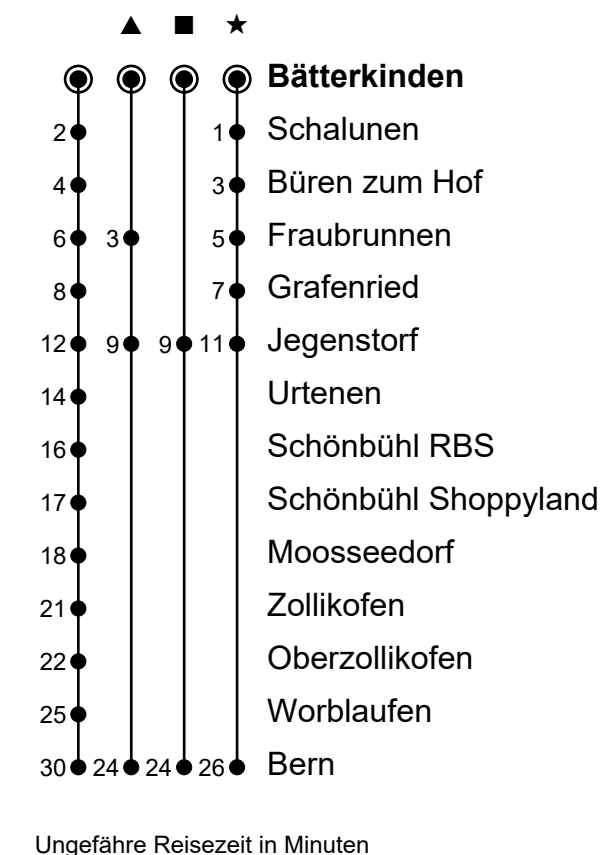 ▲ ■ ★
Bätterkinden
2 1 Schalunen
4 3 Büren zum Hof
6 3 5 Fraubrunnen
8 7 Grafenried
12 9 9 11 Jegenstorf
14 Urtenen
16 Schönbühl RBS
17 Schönbühl Shoppyland
18 Moosseedorf
21 Zollikofen
22 Oberzollikofen
25 Worblaufen
30 24 24 26 Bern
Ungefähre Reisezeit in Minuten